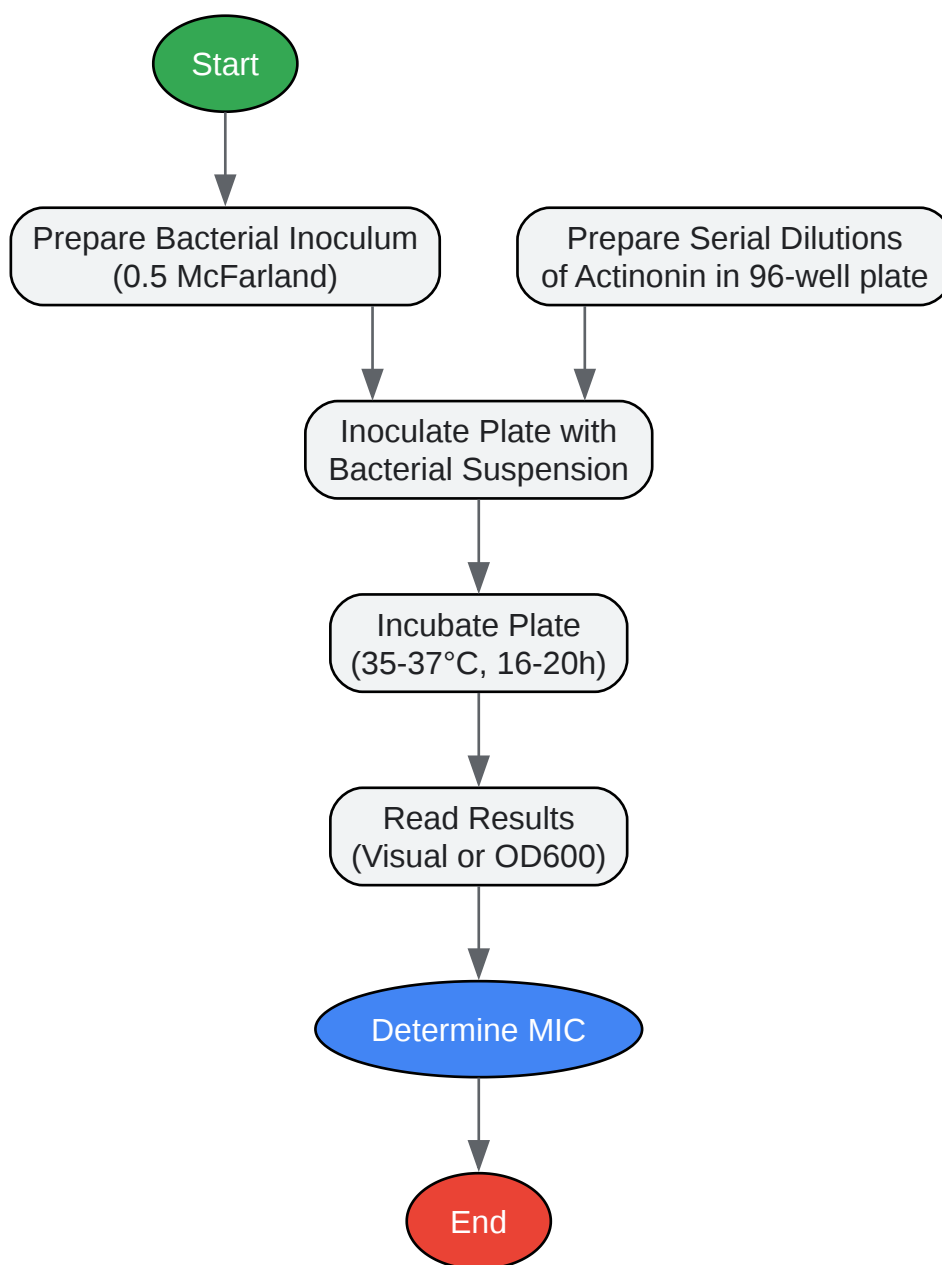 Start
Prepare Bacterial Inoculum
(0.5 McFarland)
Prepare Serial Dilutions
of Actinonin in 96-well plate
Inoculate Plate with
Bacterial Suspension
Incubate Plate
(35-37°C, 16-20h)
Read Results
(Visual or OD600)
Determine MIC
End